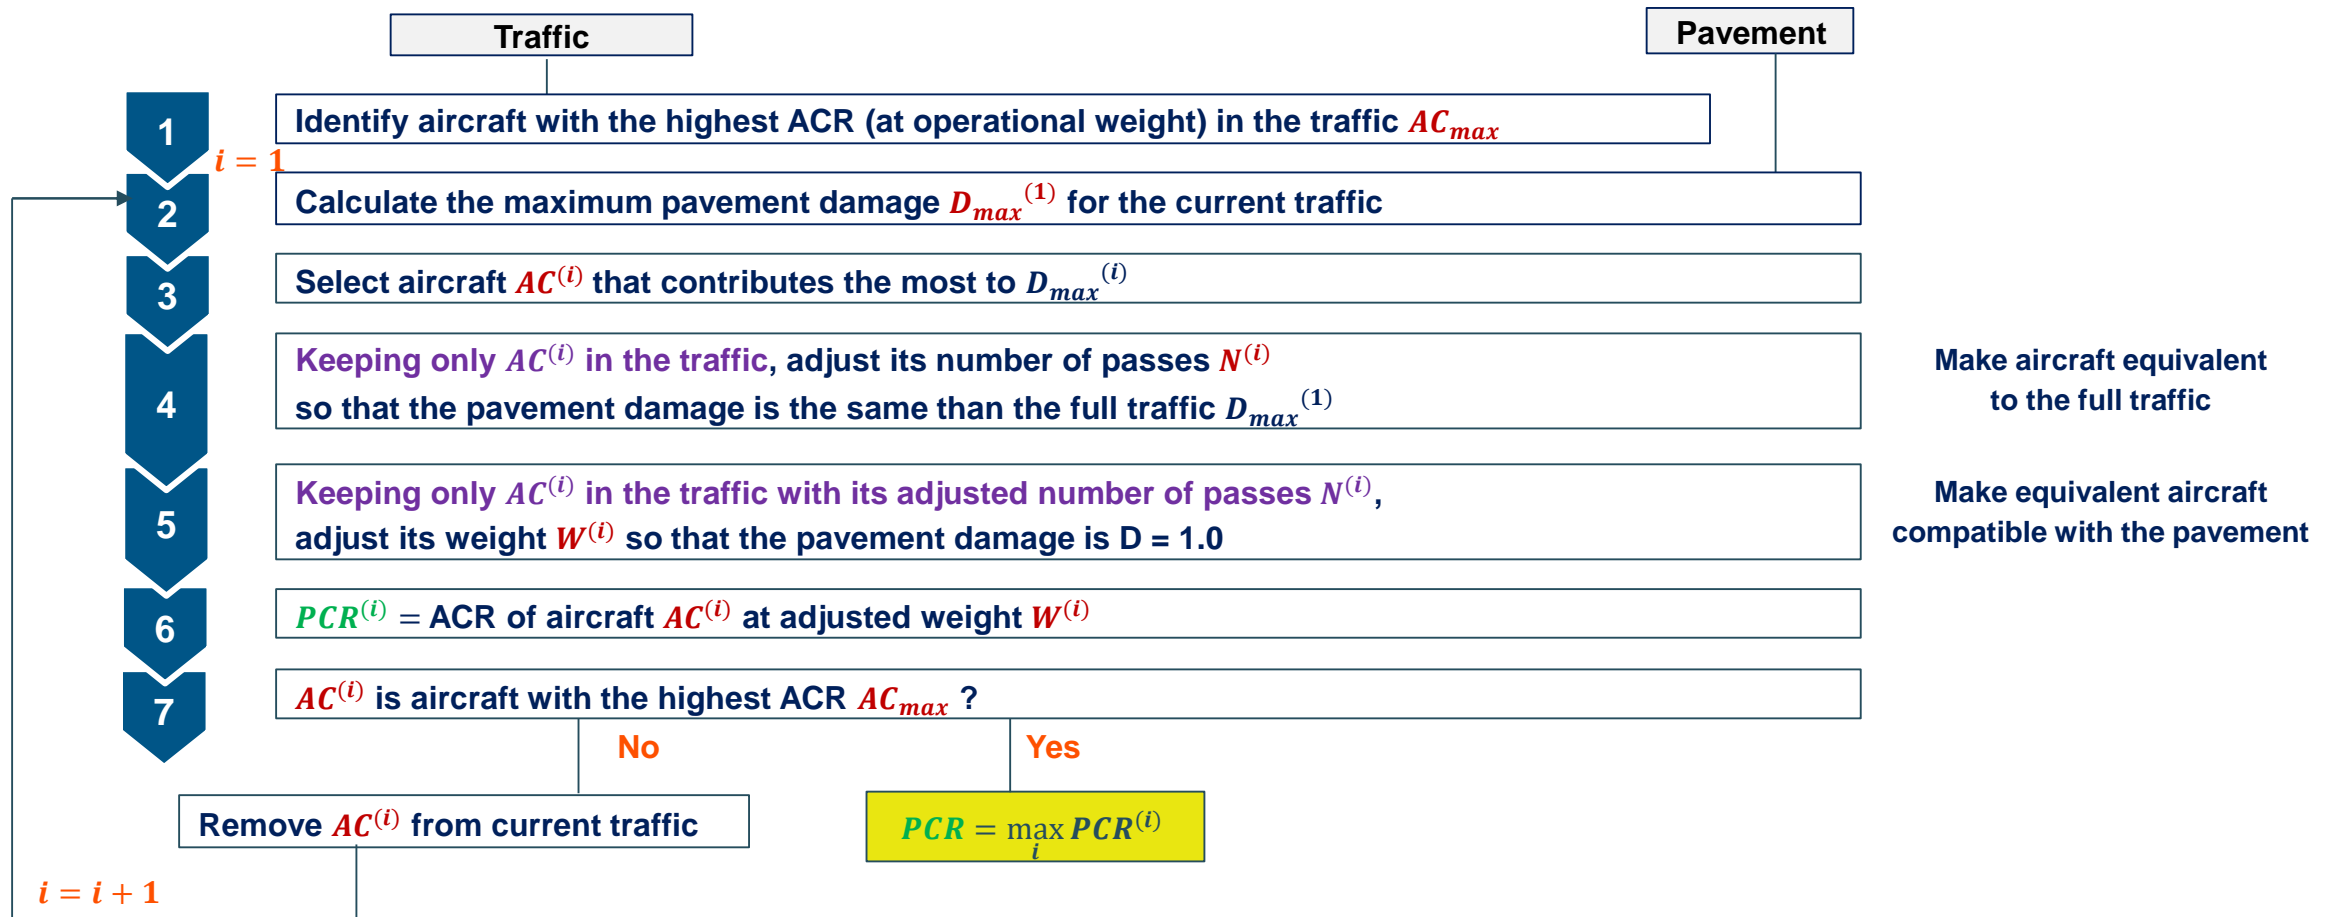 Traffic
Pavement
1
Identify aircraft with the highest ACR (at operational weight) in the traffic AC_max
i = 1
2
Calculate the maximum pavement damage D_max^(1) for the current traffic
3
Select aircraft AC^(i) that contributes the most to D_max^(i)
4
Keeping only AC^(i) in the traffic, adjust its number of passes N^(i)
so that the pavement damage is the same than the full traffic D_max^(1)
Make aircraft equivalent
to the full traffic
5
Keeping only AC^(i) in the traffic with its adjusted number of passes N^(i),
adjust its weight W^(i) so that the pavement damage is D = 1.0
Make equivalent aircraft
compatible with the pavement
6
PCR^(i) = ACR of aircraft AC^(i) at adjusted weight W^(i)
7
AC^(i) is aircraft with the highest ACR AC_max ?
No
Yes
Remove AC^(i) from current traffic
PCR = max PCR^(i)
i
i = i + 1